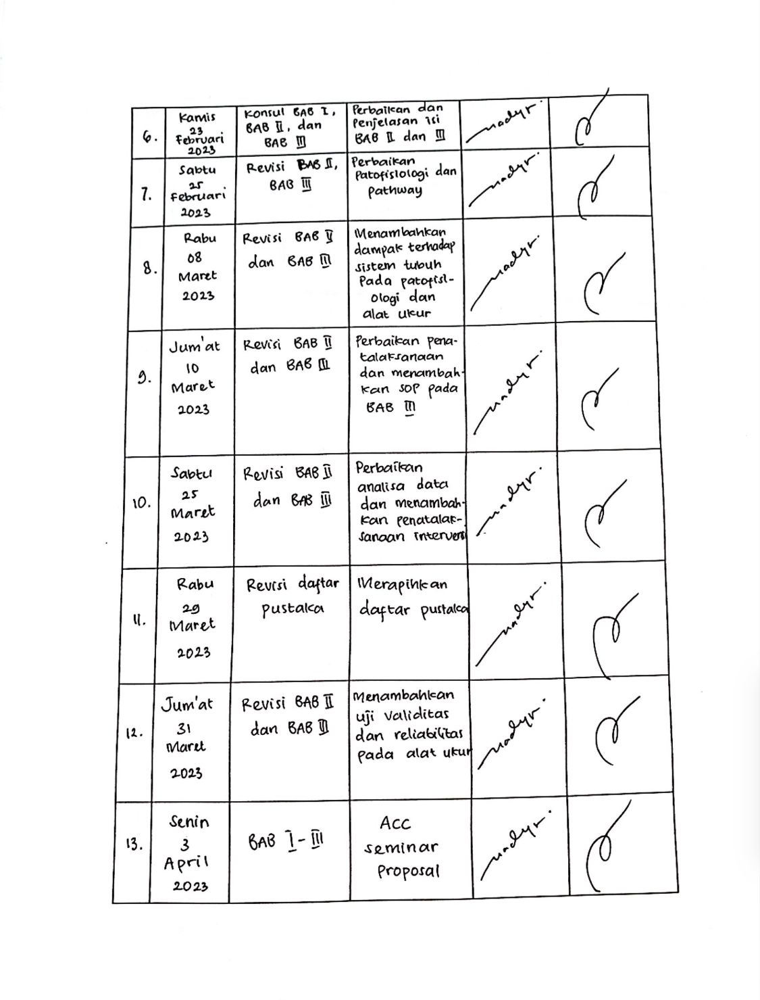 6.
Kamis
23
Februari
2023
Konsul BAB I,
BAB II, dan
BAB III
Perbaikan dan
Penjelasan isi
BAB II dan III
7.
Sabtu
25
Februari
2023
Revisi BAB II,
BAB III
Perbaikan
Patofisiologi dan
pathway
8.
Rabu
08
Maret
2023
Revisi BAB II
dan BAB III
Menambahkan
dampak terhadap
sistem tubuh
Pada patofisi-
ologi dan
alat ukur
9.
Jum'at
10
Maret
2023
Revisi BAB II
dan BAB III
Perbaikan pena-
talaksanaan
dan menambah-
kan SOP pada
BAB III
10.
Sabtu
25
Maret
2023
Revisi BAB II
dan BAB III
Perbaikan
analisa data
dan menambah-
kan penatalak-
sanaan intervensi
11.
Rabu
29
Maret
2023
Revisi daftar
pustaka
Merapihkan
daftar pustaka
12.
Jum'at
31
Maret
2023
Revisi BAB II
dan BAB III
Menambahkan
uji validitas
dan reliabilitas
pada alat ukur
13.
Senin
3
April
2023
BAB I-III
ACC
seminar
Proposal